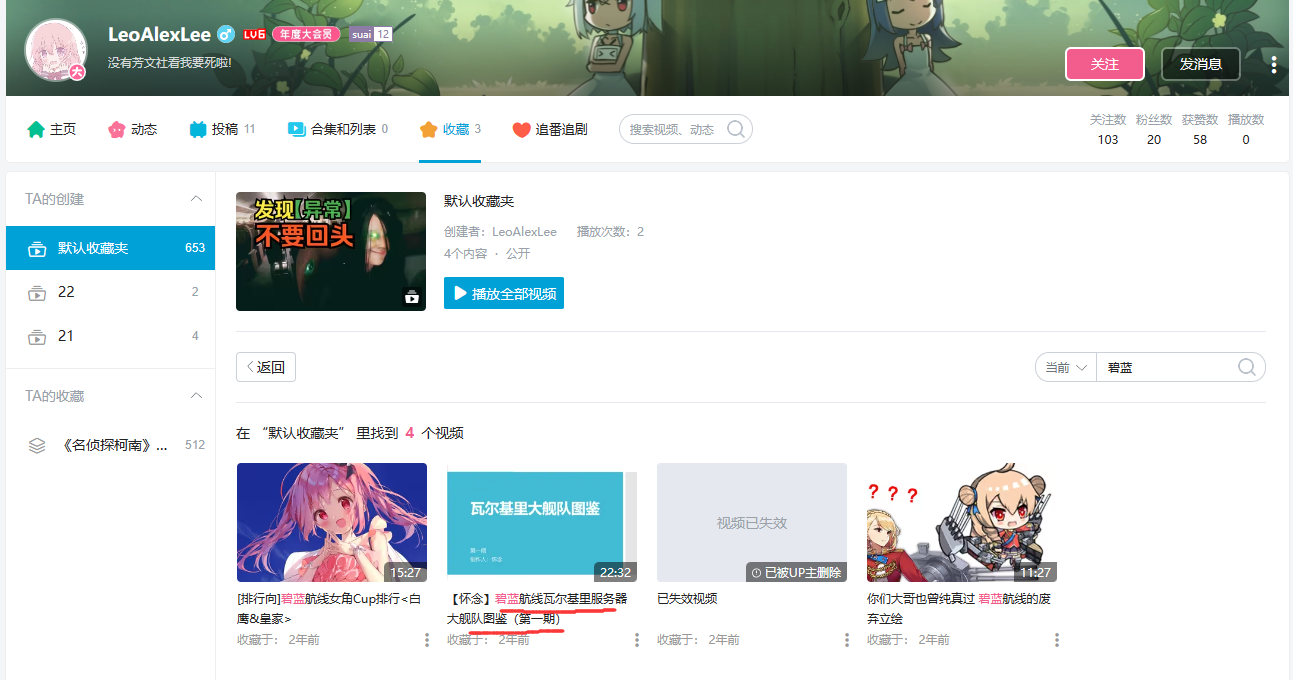 LeoAlexLee LV6 年度大会员 suai 12
没有芳文社看我要死啦!
大
关注 发消息
主页 动态 投稿 11 合集和列表 0 收藏 3 追番追剧 搜索视频、动态
关注数 粉丝数 获赞数 播放数
103 20 58 0
TA的创建
默认收藏夹 653
22 2
21 4
TA的收藏
《名侦探柯南》... 512
发现【异常】
不要回头
默认收藏夹
创建者: LeoAlexLee 播放次数: 2
4个内容 · 公开
播放全部视频
返回
当前 碧蓝
在 “默认收藏夹” 里找到 4 个视频
15:27
[排行向]碧蓝航线女角Cup排行<白
鹰&皇家>
收藏于: 2年前
瓦尔基里大舰队图鉴
第一期
22:32
【怀念】碧蓝航线瓦尔基里服务器
大舰队图鉴(第一期)
收藏于: 2年前
视频已失效
已被UP主删除
已失效视频
收藏于: 2年前
? ? ?
11:27
你们大哥也曾纯真过 碧蓝航线的废
弃立绘
收藏于: 2年前